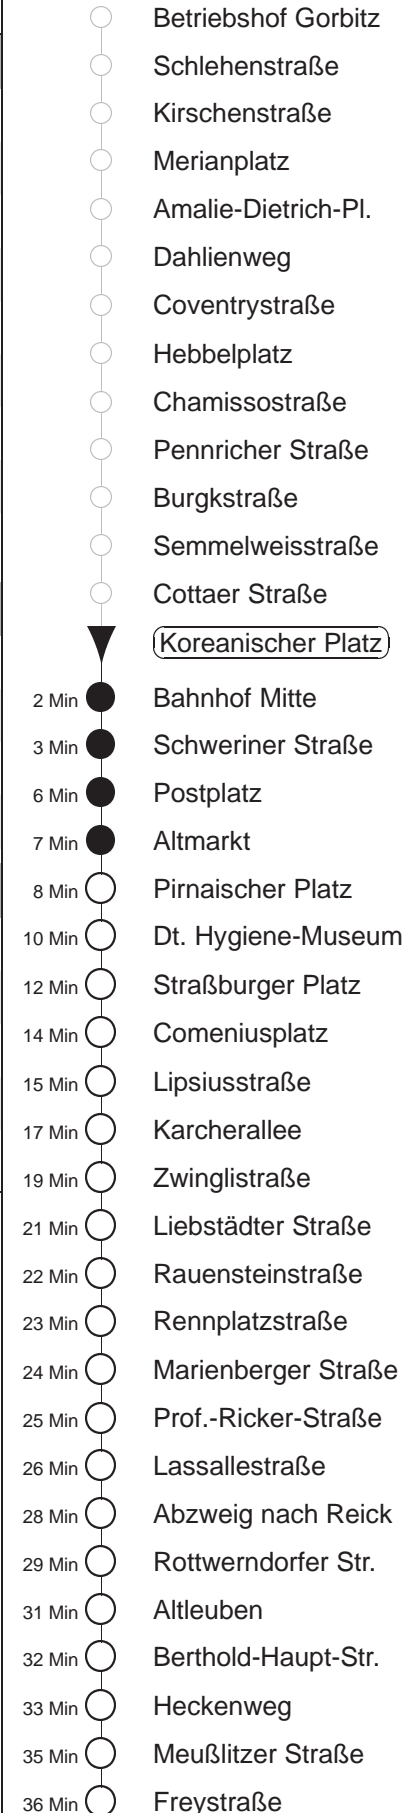 Betriebshof Gorbitz
Schlehenstraße
Kirschenstraße
Merianplatz
Amalie-Dietrich-Pl.
Dahlienweg
Coventrystraße
Hebbelplatz
Chamissostraße
Pennricher Straße
Burgkstraße
Semmelweisstraße
Cottaer Straße
Koreanischer Platz
2 Min Bahnhof Mitte
3 Min Schweriner Straße
6 Min Postplatz
7 Min Altmarkt
8 Min Pirnaischer Platz
10 Min Dt. Hygiene-Museum
12 Min Straßburger Platz
14 Min Comeniusplatz
15 Min Lipsiusstraße
17 Min Karcherallee
19 Min Zwinglistraße
21 Min Liebstädter Straße
22 Min Rauensteinstraße
23 Min Rennplatzstraße
24 Min Marienberger Straße
25 Min Prof.-Ricker-Straße
26 Min Lassallestraße
28 Min Abzweig nach Reick
29 Min Rottwerndorfer Str.
31 Min Altleuben
32 Min Berthold-Haupt-Str.
33 Min Heckenweg
35 Min Meußlitzer Straße
36 Min Freystraße